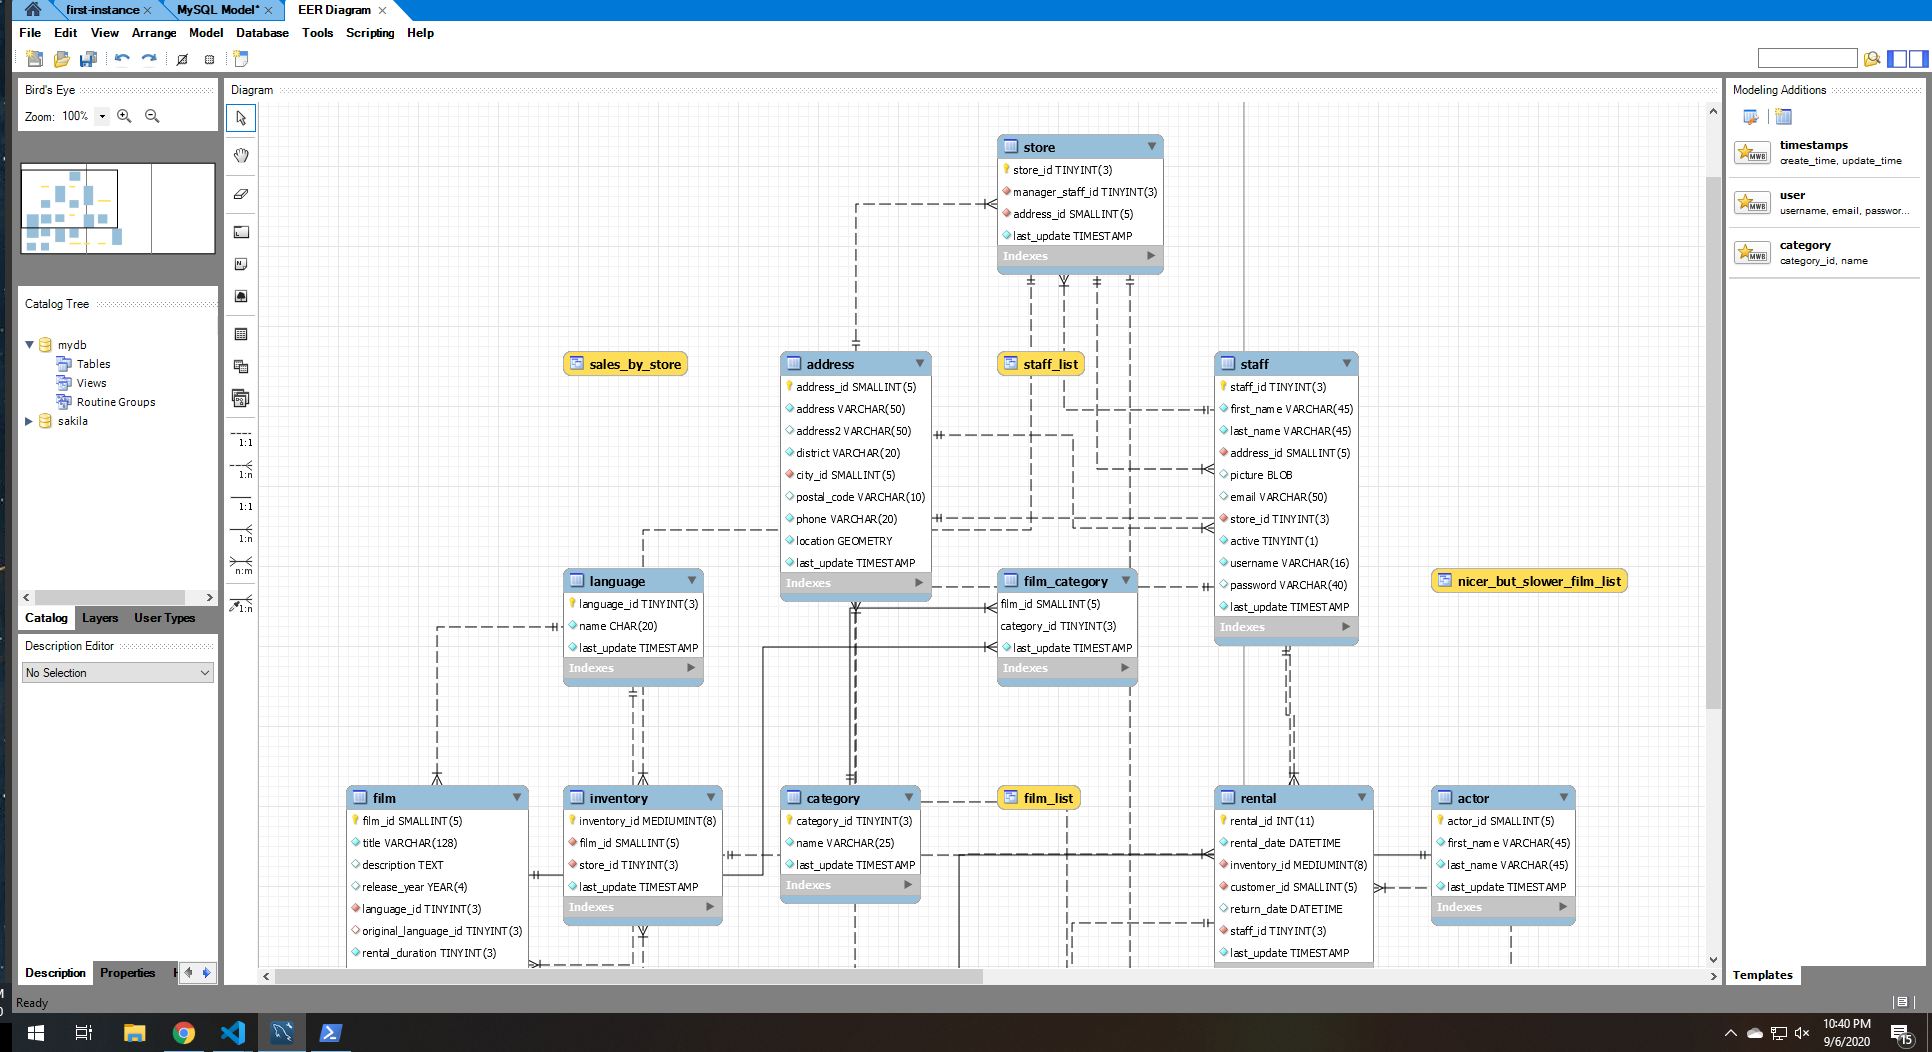 first-instance
MySQL Model*
EER Diagram
File Edit View Arrange Model Database Tools Scripting Help
Bird's Eye
Zoom: 100%
Catalog Tree
mydb
Tables
Views
Routine Groups
sakila
Catalog Layers User Types
Description Editor
No Selection
Description Properties
Ready
Diagram
1:1
1:n
1:1
1:n
n:m
1:n
store
store_id TINYINT(3)
manager_staff_id TINYINT(3)
address_id SMALLINT(5)
last_update TIMESTAMP
Indexes
sales_by_store
address
address_id SMALLINT(5)
address VARCHAR(50)
address2 VARCHAR(50)
district VARCHAR(20)
city_id SMALLINT(5)
postal_code VARCHAR(10)
phone VARCHAR(20)
location GEOMETRY
last_update TIMESTAMP
Indexes
staff_list
staff
staff_id TINYINT(3)
first_name VARCHAR(45)
last_name VARCHAR(45)
address_id SMALLINT(5)
picture BLOB
email VARCHAR(50)
store_id TINYINT(3)
active TINYINT(1)
username VARCHAR(16)
password VARCHAR(40)
last_update TIMESTAMP
Indexes
language
language_id TINYINT(3)
name CHAR(20)
last_update TIMESTAMP
Indexes
film_category
film_id SMALLINT(5)
category_id TINYINT(3)
last_update TIMESTAMP
Indexes
nicer_but_slower_film_list
film
film_id SMALLINT(5)
title VARCHAR(128)
description TEXT
release_year YEAR(4)
language_id TINYINT(3)
original_language_id TINYINT(3)
rental_duration TINYINT(3)
inventory
inventory_id MEDIUMINT(8)
film_id SMALLINT(5)
store_id TINYINT(3)
last_update TIMESTAMP
Indexes
category
category_id TINYINT(3)
name VARCHAR(25)
last_update TIMESTAMP
Indexes
film_list
rental
rental_id INT(11)
rental_date DATETIME
inventory_id MEDIUMINT(8)
customer_id SMALLINT(5)
return_date DATETIME
staff_id TINYINT(3)
last_update TIMESTAMP
actor
actor_id SMALLINT(5)
first_name VARCHAR(45)
last_name VARCHAR(45)
last_update TIMESTAMP
Indexes
Modeling Additions
timestamps
create_time, update_time
user
username, email, passwor...
category
category_id, name
Templates
10:40 PM
9/6/2020
15